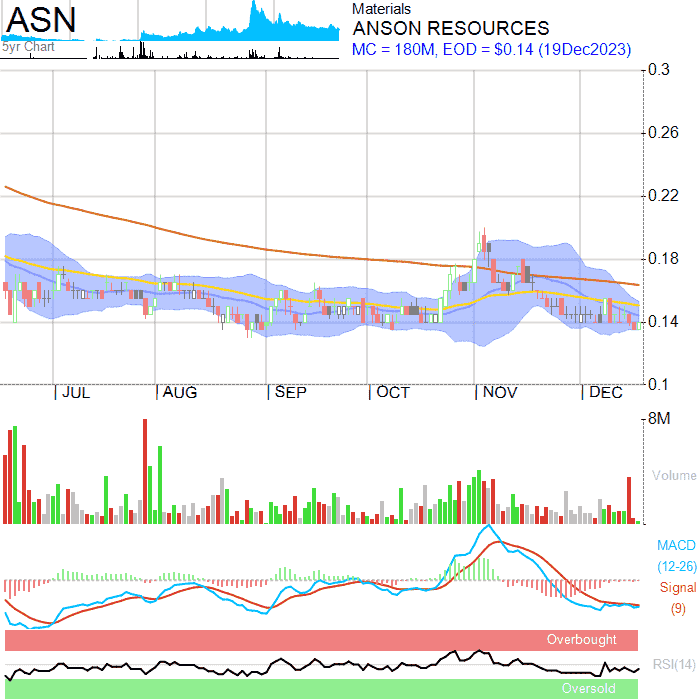 ASN
5yr Chart
Materials
ANSON RESOURCES
MC = 180M, EOD = $0.14 (19Dec2023)
0.3
0.26
0.22
0.18
0.14
0.1
JUL AUG SEP OCT NOV DEC
8M
Volume
MACD
(12-26)
Signal
(9)
Overbought
RSI(14)
Oversold